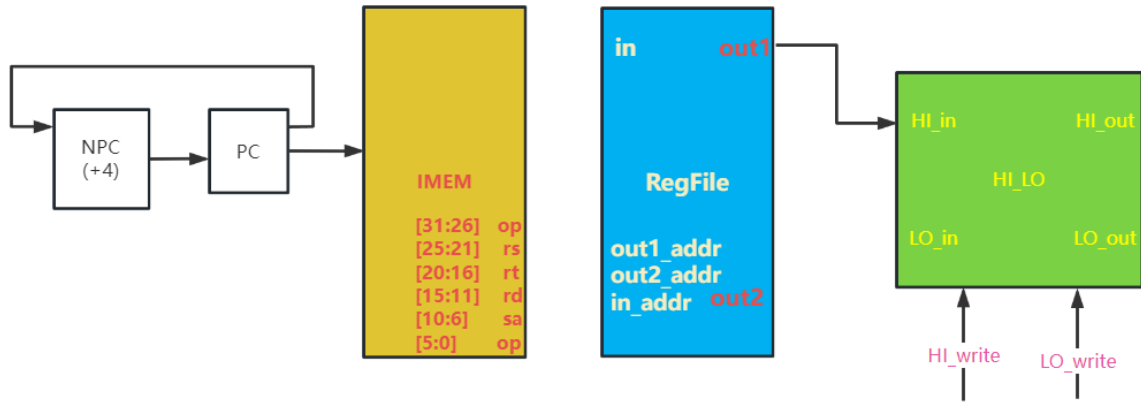 NPC
(+4)
PC
IMEM
[31:26] op
[25:21] rs
[20:16] rt
[15:11] rd
[10:6] sa
[5:0] op
in out1
RegFile
out1_addr
out2_addr
in_addr out2
HI_in HI_out
HI_LO
LO_in LO_out
HI_write
LO_write